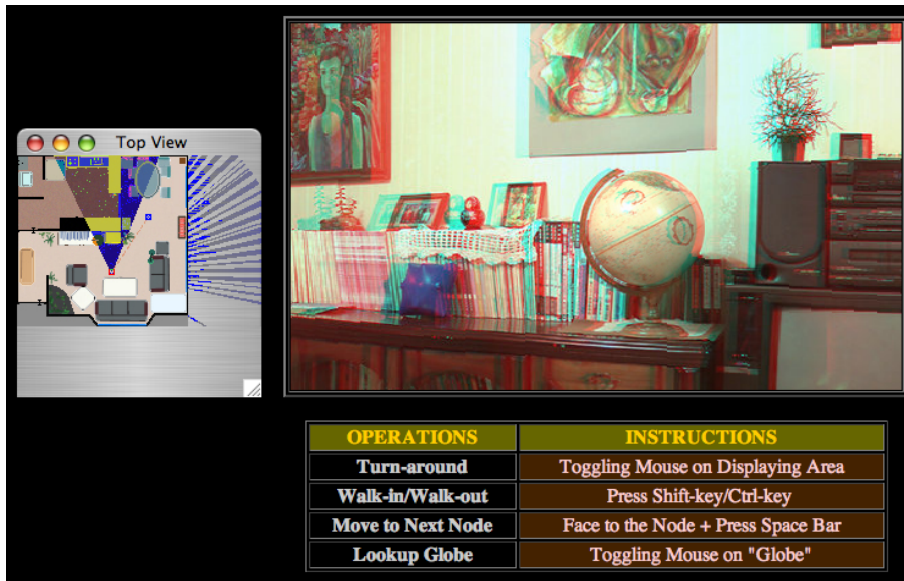 Top View
OPERATIONS INSTRUCTIONS
Turn-around Toggling Mouse on Displaying Area
Walk-in/Walk-out Press Shift-key/Ctrl-key
Move to Next Node Face to the Node + Press Space Bar
Lookup Globe Toggling Mouse on "Globe"